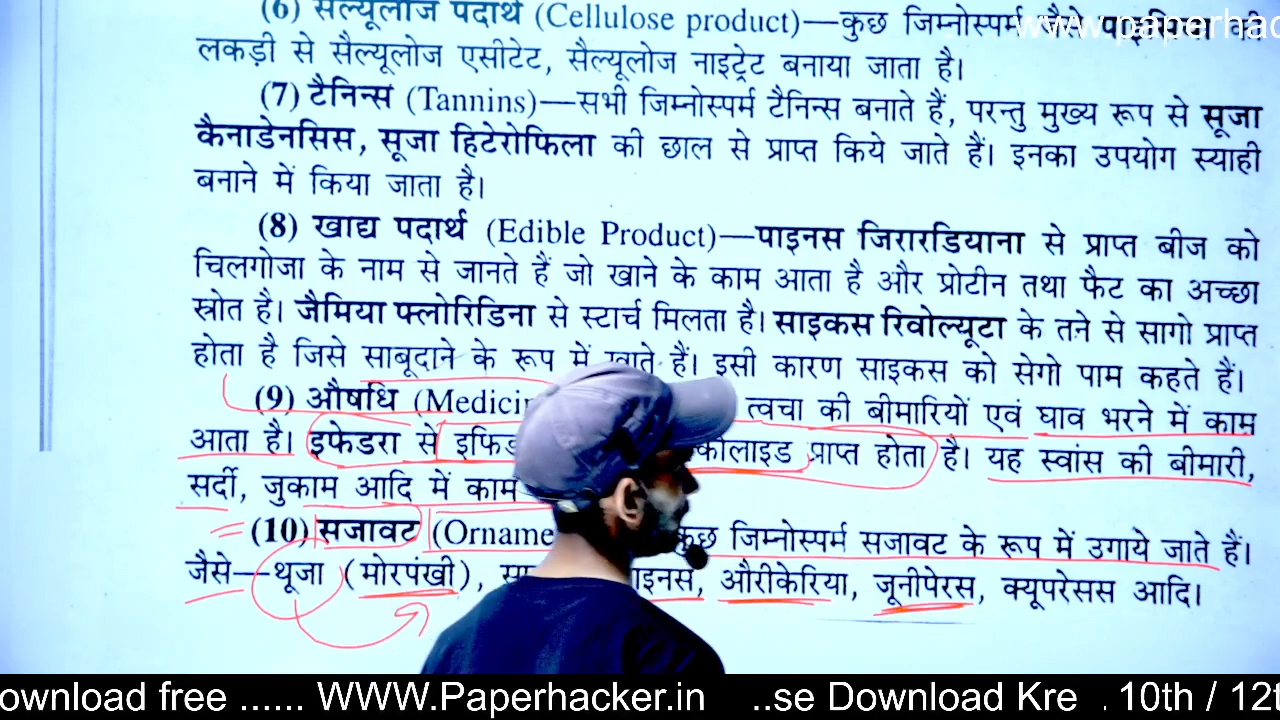 (6) सैल्यूलोज पदार्थ (Cellulose product)—कुछ जिम्नोस्पर्म जैसे पाइसिया की
लकड़ी से सैल्यूलोज एसीटेट, सैल्यूलोज नाइट्रेट बनाया जाता है।
(7) टैनिन्स (Tannins)—सभी जिम्नोस्पर्म टैनिन्स बनाते हैं, परन्तु मुख्य रूप से सूजा
कैनाडेनसिस, सूजा हिटेरोफिला की छाल से प्राप्त किये जाते हैं। इनका उपयोग स्याही
बनाने में किया जाता है।
(8) खाद्य पदार्थ (Edible Product)—पाइनस जिरारडियाना से प्राप्त बीज को
चिलगोजा के नाम से जानते हैं जो खाने के काम आता है और प्रोटीन तथा फैट का अच्छा
स्रोत है। जैमिया फ्लोरिडिना से स्टार्च मिलता है। साइकस रिवोल्यूटा के तने से सागो प्राप्त
होता है जिसे साबूदाने के रूप में खाते हैं। इसी कारण साइकस को सेगो पाम कहते हैं।
(9) औषधि (Medicin त्वचा की बीमारियों एवं घाव भरने में काम
आता है। इफेडरा से इफिड कोलाइड प्राप्त होता है। यह स्वांस की बीमारी,
सर्दी, जुकाम आदि में काम
(10) सजावट (Orname कुछ जिम्नोस्पर्म सजावट के रूप में उगाये जाते हैं।
जैसे—थूजा (मोरपंखी), पाइनस, औरीकेरिया, जूनीपेरस, क्यूपरेसस आदि।
www.paperhac
ownload free ...... WWW.Paperhacker.in ..se Download Kre . 10th / 12t